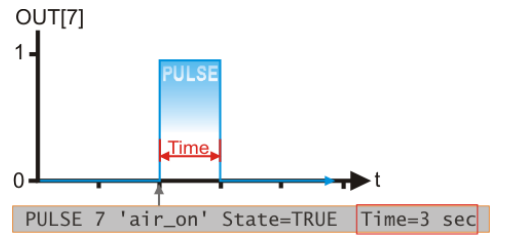 OUT[7]
1
PULSE
Time
0
t
PULSE 7 'air_on' State=TRUE Time=3 sec